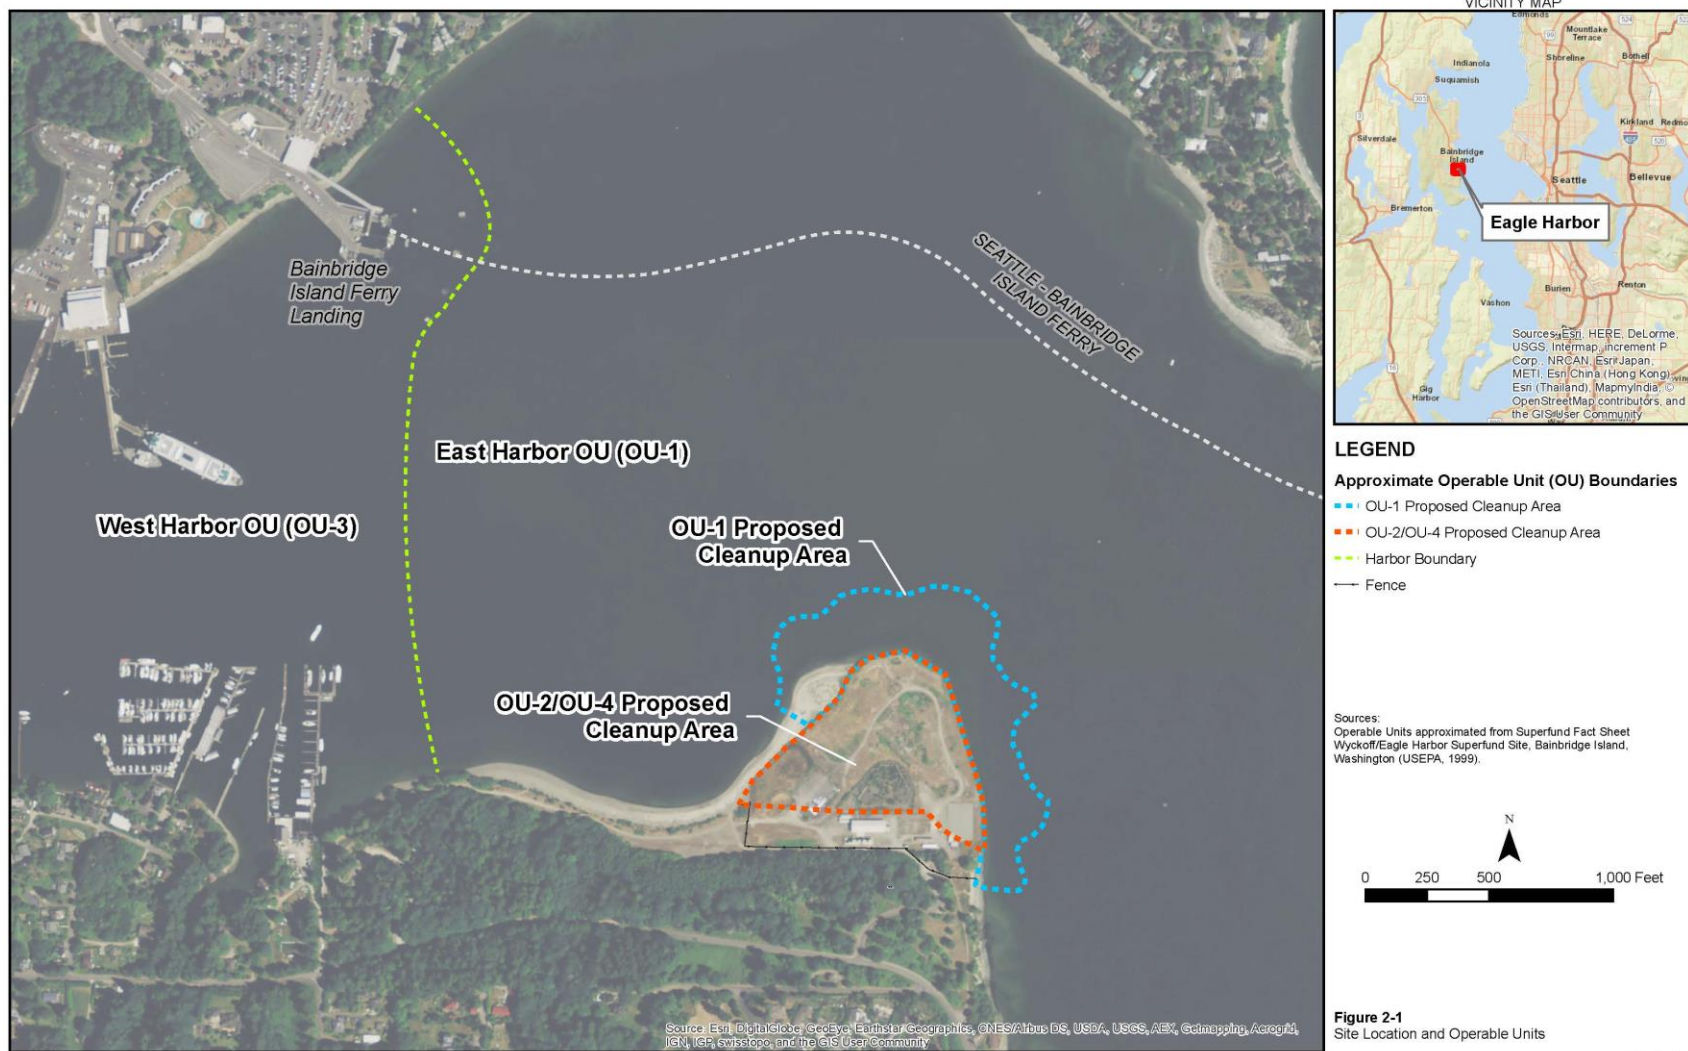 VICINITY MAP
Bainbridge
Island Ferry
Landing
SEATTLE - BAINBRIDGE
ISLAND FERRY
East Harbor OU (OU-1)
West Harbor OU (OU-3)
OU-1 Proposed
Cleanup Area
OU-2/OU-4 Proposed
Cleanup Area
Source: Esri, DigitalGlobe, GeoEye, Earthstar Geographics, CNES/Airbus DS, USDA, USGS, AEX, Getmapping, Aerogrid,
IGN, IGP, swisstopo, and the GIS User Community
Edmonds
524
Mountlake
Terrace
99
Shoreline
Bothell
Indianola
Suquamish
305
3
Kirkland
Silverdale
520
Bainbridge
Island
Seattle
Bellevue
Bremerton
Eagle Harbor
Burien
Renton
Vashon
16
Gig
Harbor
Sources: Esri, HERE, DeLorme,
USGS, Intermap, increment P
Corp., NRCAN, Esri Japan,
METI, Esri China (Hong Kong),
Esri (Thailand), MapmyIndia, ©
OpenStreetMap contributors, and
the GIS User Community
LEGEND
Approximate Operable Unit (OU) Boundaries
OU-1 Proposed Cleanup Area
OU-2/OU-4 Proposed Cleanup Area
Harbor Boundary
Fence
Sources:
Operable Units approximated from Superfund Fact Sheet
Wyckoff/Eagle Harbor Superfund Site, Bainbridge Island,
Washington (USEPA, 1999).
N
0 250 500 1,000 Feet
Figure 2-1
Site Location and Operable Units